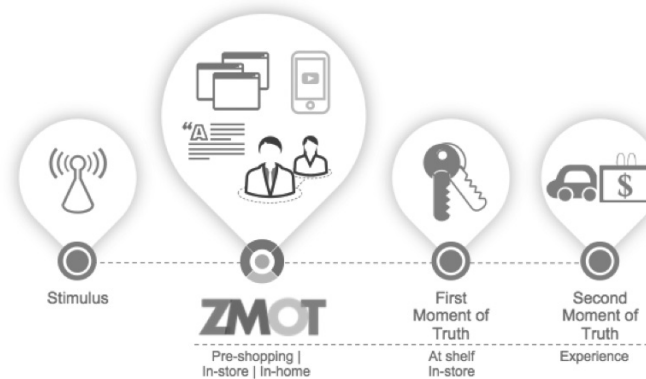 “A
$
Stimulus
ZMOT
First
Moment of
Truth
Second
Moment of
Truth
Pre-shopping |
In-store | In-home
At shelf
In-store
Experience